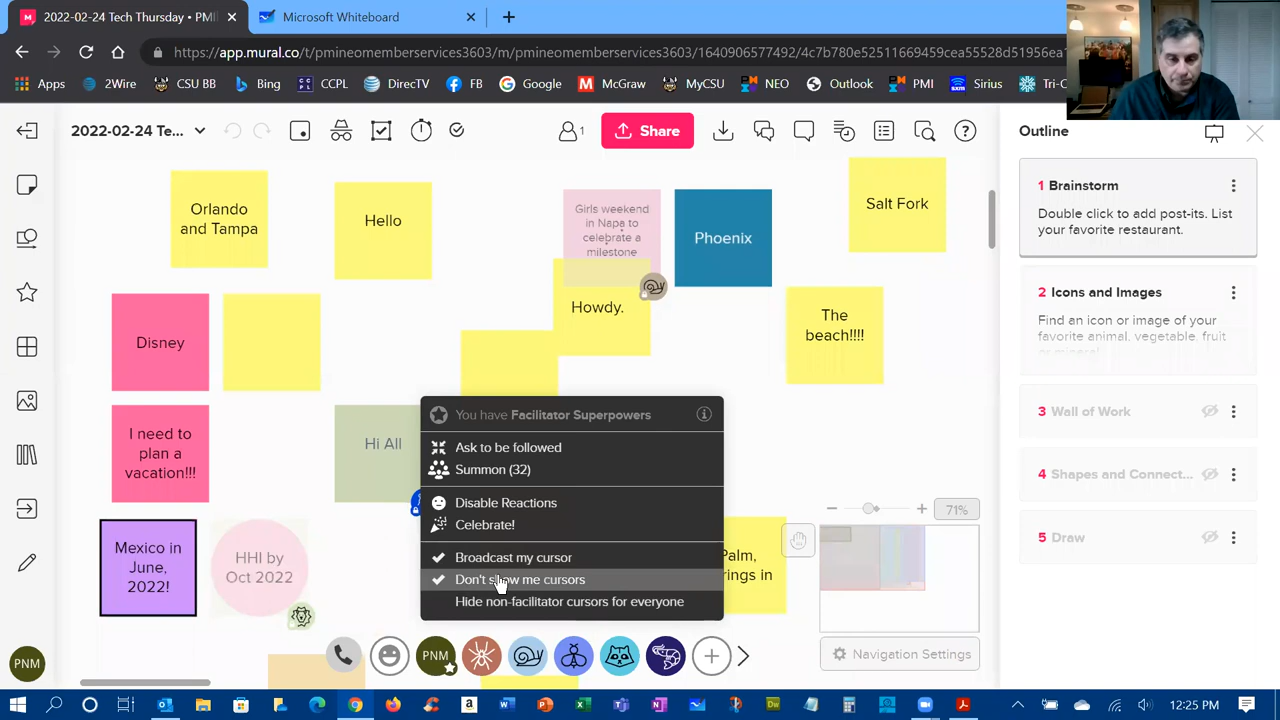 2022-02-24 Tech Thursday • PMI
Microsoft Whiteboard
https://app.mural.co/t/pmineomemberservices3603/m/pmineomemberservices3603/1640906577492/4c7b780e52511669459cea55528d51956ea
Apps
2Wire
CSU BB
Bing
CCPL
DirecTV
FB
Google
McGraw
MyCSU
NEO
Outlook
PMI
Sirius
Tri-C
2022-02-24 Te...
1
Share
Outline
Orlando
and Tampa
Hello
Girls weekend
in Napa to
celebrate a
milestone
Phoenix
Salt Fork
1 Brainstorm
Double click to add post-its. List
your favorite restaurant.
Disney
Howdy.
The
beach!!!!
2 Icons and Images
Find an icon or image of your
favorite animal, vegetable, fruit
or mineral.
I need to
plan a
vacation!!!
Hi All
You have Facilitator Superpowers
Ask to be followed
Summon (32)
Disable Reactions
Celebrate!
Broadcast my cursor
Don't show me cursors
Hide non-facilitator cursors for everyone
3 Wall of Work
4 Shapes and Connect...
5 Draw
71%
Mexico in
June,
2022!
HHI by
Oct 2022
Palm,
rings in
PNM
PNM
Navigation Settings
12:25 PM